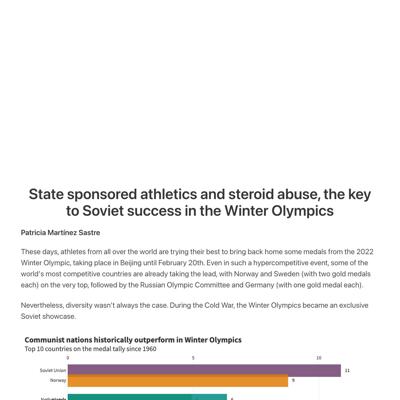 State sponsored athletics and steroid abuse, the key
to Soviet success in the Winter Olympics
Patricia Martínez Sastre
These days, athletes from all over the world are trying their best to bring back home some medals from the 2022
Winter Olympic, taking place in Beijing until February 20th. Even in such a hypercompetitive event, some of the
world's most competitive countries are already taking the lead, with Norway and Sweden (with two gold medals
each) on the very top, followed by the Russian Olympic Committee and Germany (with one gold medal each).
Nevertheless, diversity wasn't always the case. During the Cold War, the Winter Olympics became an exclusive
Soviet showcase.
Communist nations historically outperform in Winter Olympics
Top 10 countries on the medal tally since 1960
0 5 10
Soviet Union 11
Norway 9